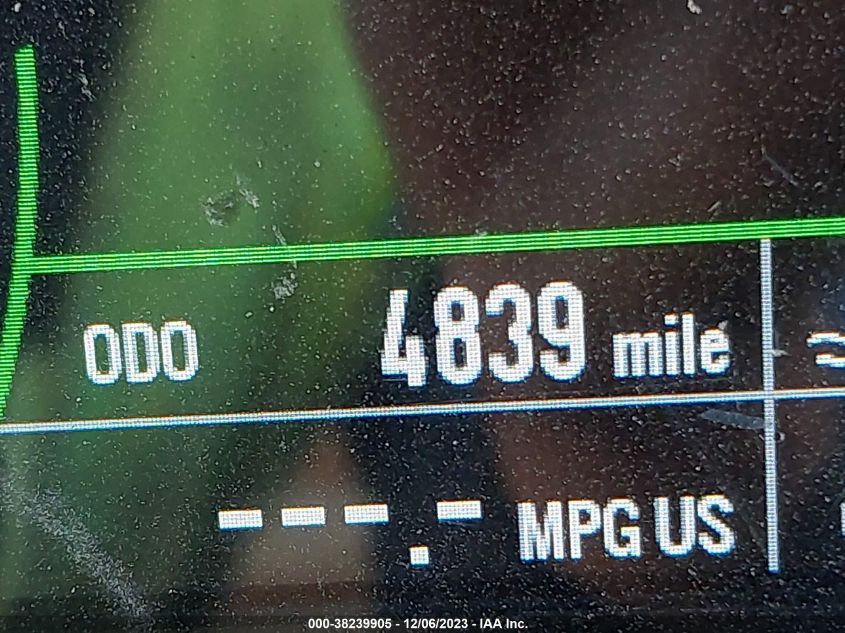 ODO 4839 mile
---.- MPG US
000-38239905 - 12/06/2023 - IAA Inc.